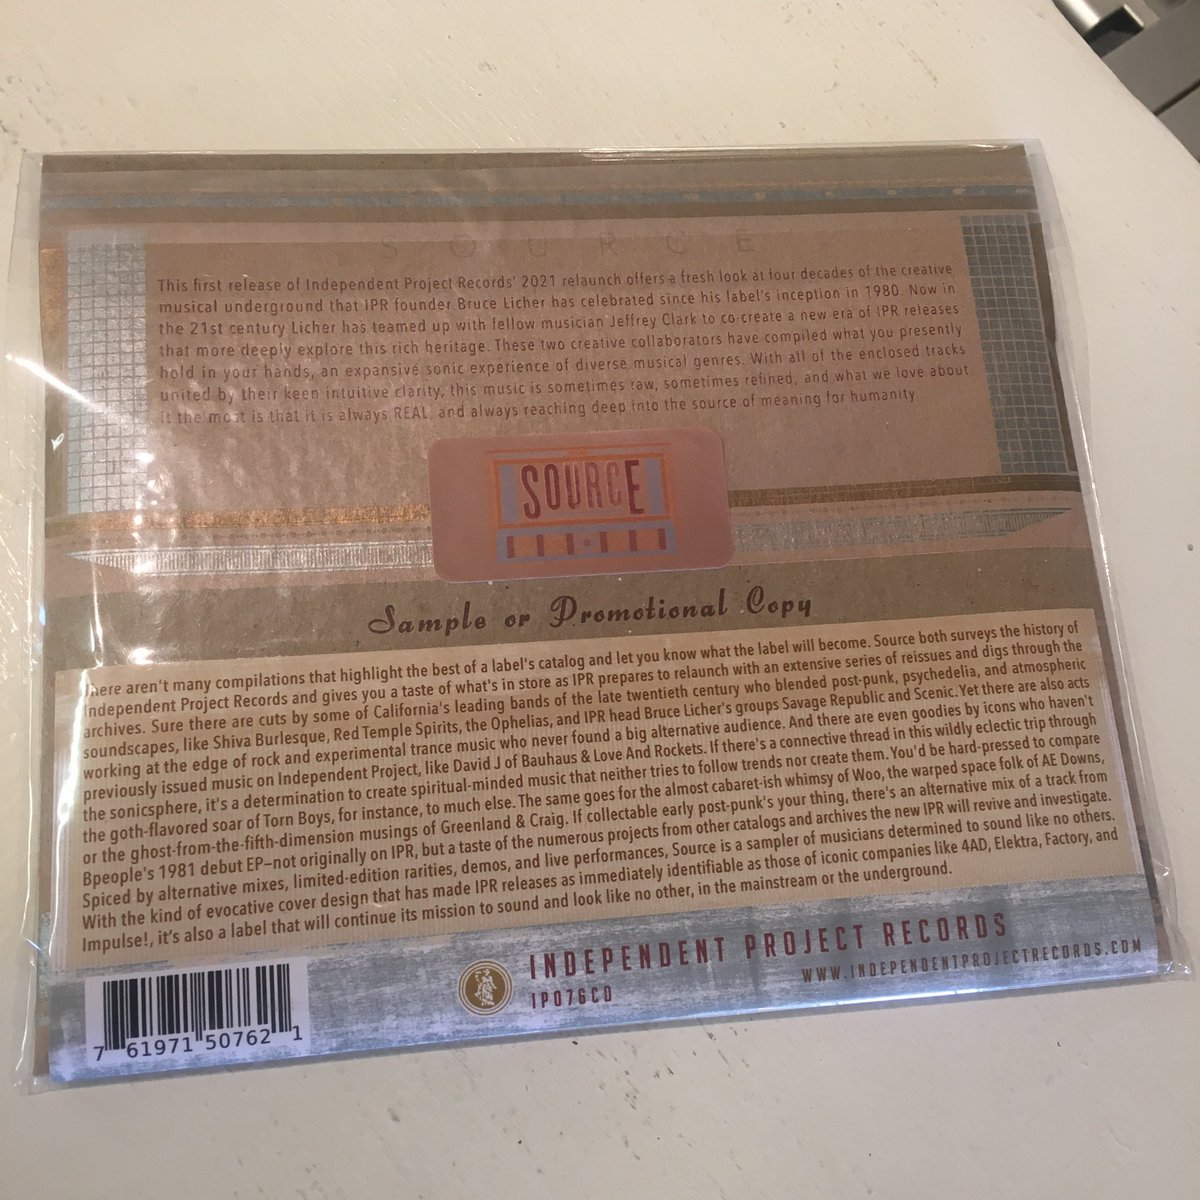 SOURCE
This first release of Independent Project Records' 2021 relaunch offers a fresh look at four decades of the creative
musical underground that IPR founder Bruce Licher has celebrated since his label's inception in 1980. Now in
the 21st century Licher has teamed up with fellow musician Jeffrey Clark to co-create a new era of IPR releases
that more deeply explore this rich heritage. These two creative collaborators have compiled what you presently
hold in your hands, an expansive sonic experience of diverse musical genres. With all of the enclosed tracks
united by their keen intuitive clarity, this music is sometimes raw, sometimes refined, and what we love about
it the most is that it is always REAL, and always reaching deep into the source of meaning for humanity.
SOURCE
Sample or Promotional Copy
There aren't many compilations that highlight the best of a label's catalog and let you know what the label will become. Source both surveys the history of
Independent Project Records and gives you a taste of what's in store as IPR prepares to relaunch with an extensive series of reissues and digs through the
archives. Sure there are cuts by some of California's leading bands of the late twentieth century who blended post-punk, psychedelia, and atmospheric
soundscapes, like Shiva Burlesque, Red Temple Spirits, the Ophelias, and IPR head Bruce Licher's groups Savage Republic and Scenic. Yet there are also acts
working at the edge of rock and experimental trance music who never found a big alternative audience. And there are even goodies by icons who haven't
previously issued music on Independent Project, like David J of Bauhaus & Love And Rockets. If there's a connective thread in this wildly eclectic trip through
the sonicsphere, it's a determination to create spiritual-minded music that neither tries to follow trends nor create them. You'd be hard-pressed to compare
the goth-flavored soar of Torn Boys, for instance, to much else. The same goes for the almost cabaret-ish whimsy of Woo, the warped space folk of AE Downs,
or the ghost-from-the-fifth-dimension musings of Greenland & Craig. If collectable early post-punk's your thing, there's an alternative mix of a track from
Bpeople's 1981 debut EP—not originally on IPR, but a taste of the numerous projects from other catalogs and archives the new IPR will revive and investigate.
Spiced by alternative mixes, limited-edition rarities, demos, and live performances, Source is a sampler of musicians determined to sound like no others.
With the kind of evocative cover design that has made IPR releases as immediately identifiable as those of iconic companies like 4AD, Elektra, Factory, and
Impulse!, it's also a label that will continue its mission to sound and look like no other, in the mainstream or the underground.
INDEPENDENT PROJECT RECORDS
IP076CD
WWW.INDEPENDENTPROJECTRECORDS.COM
7 61971 50762 1